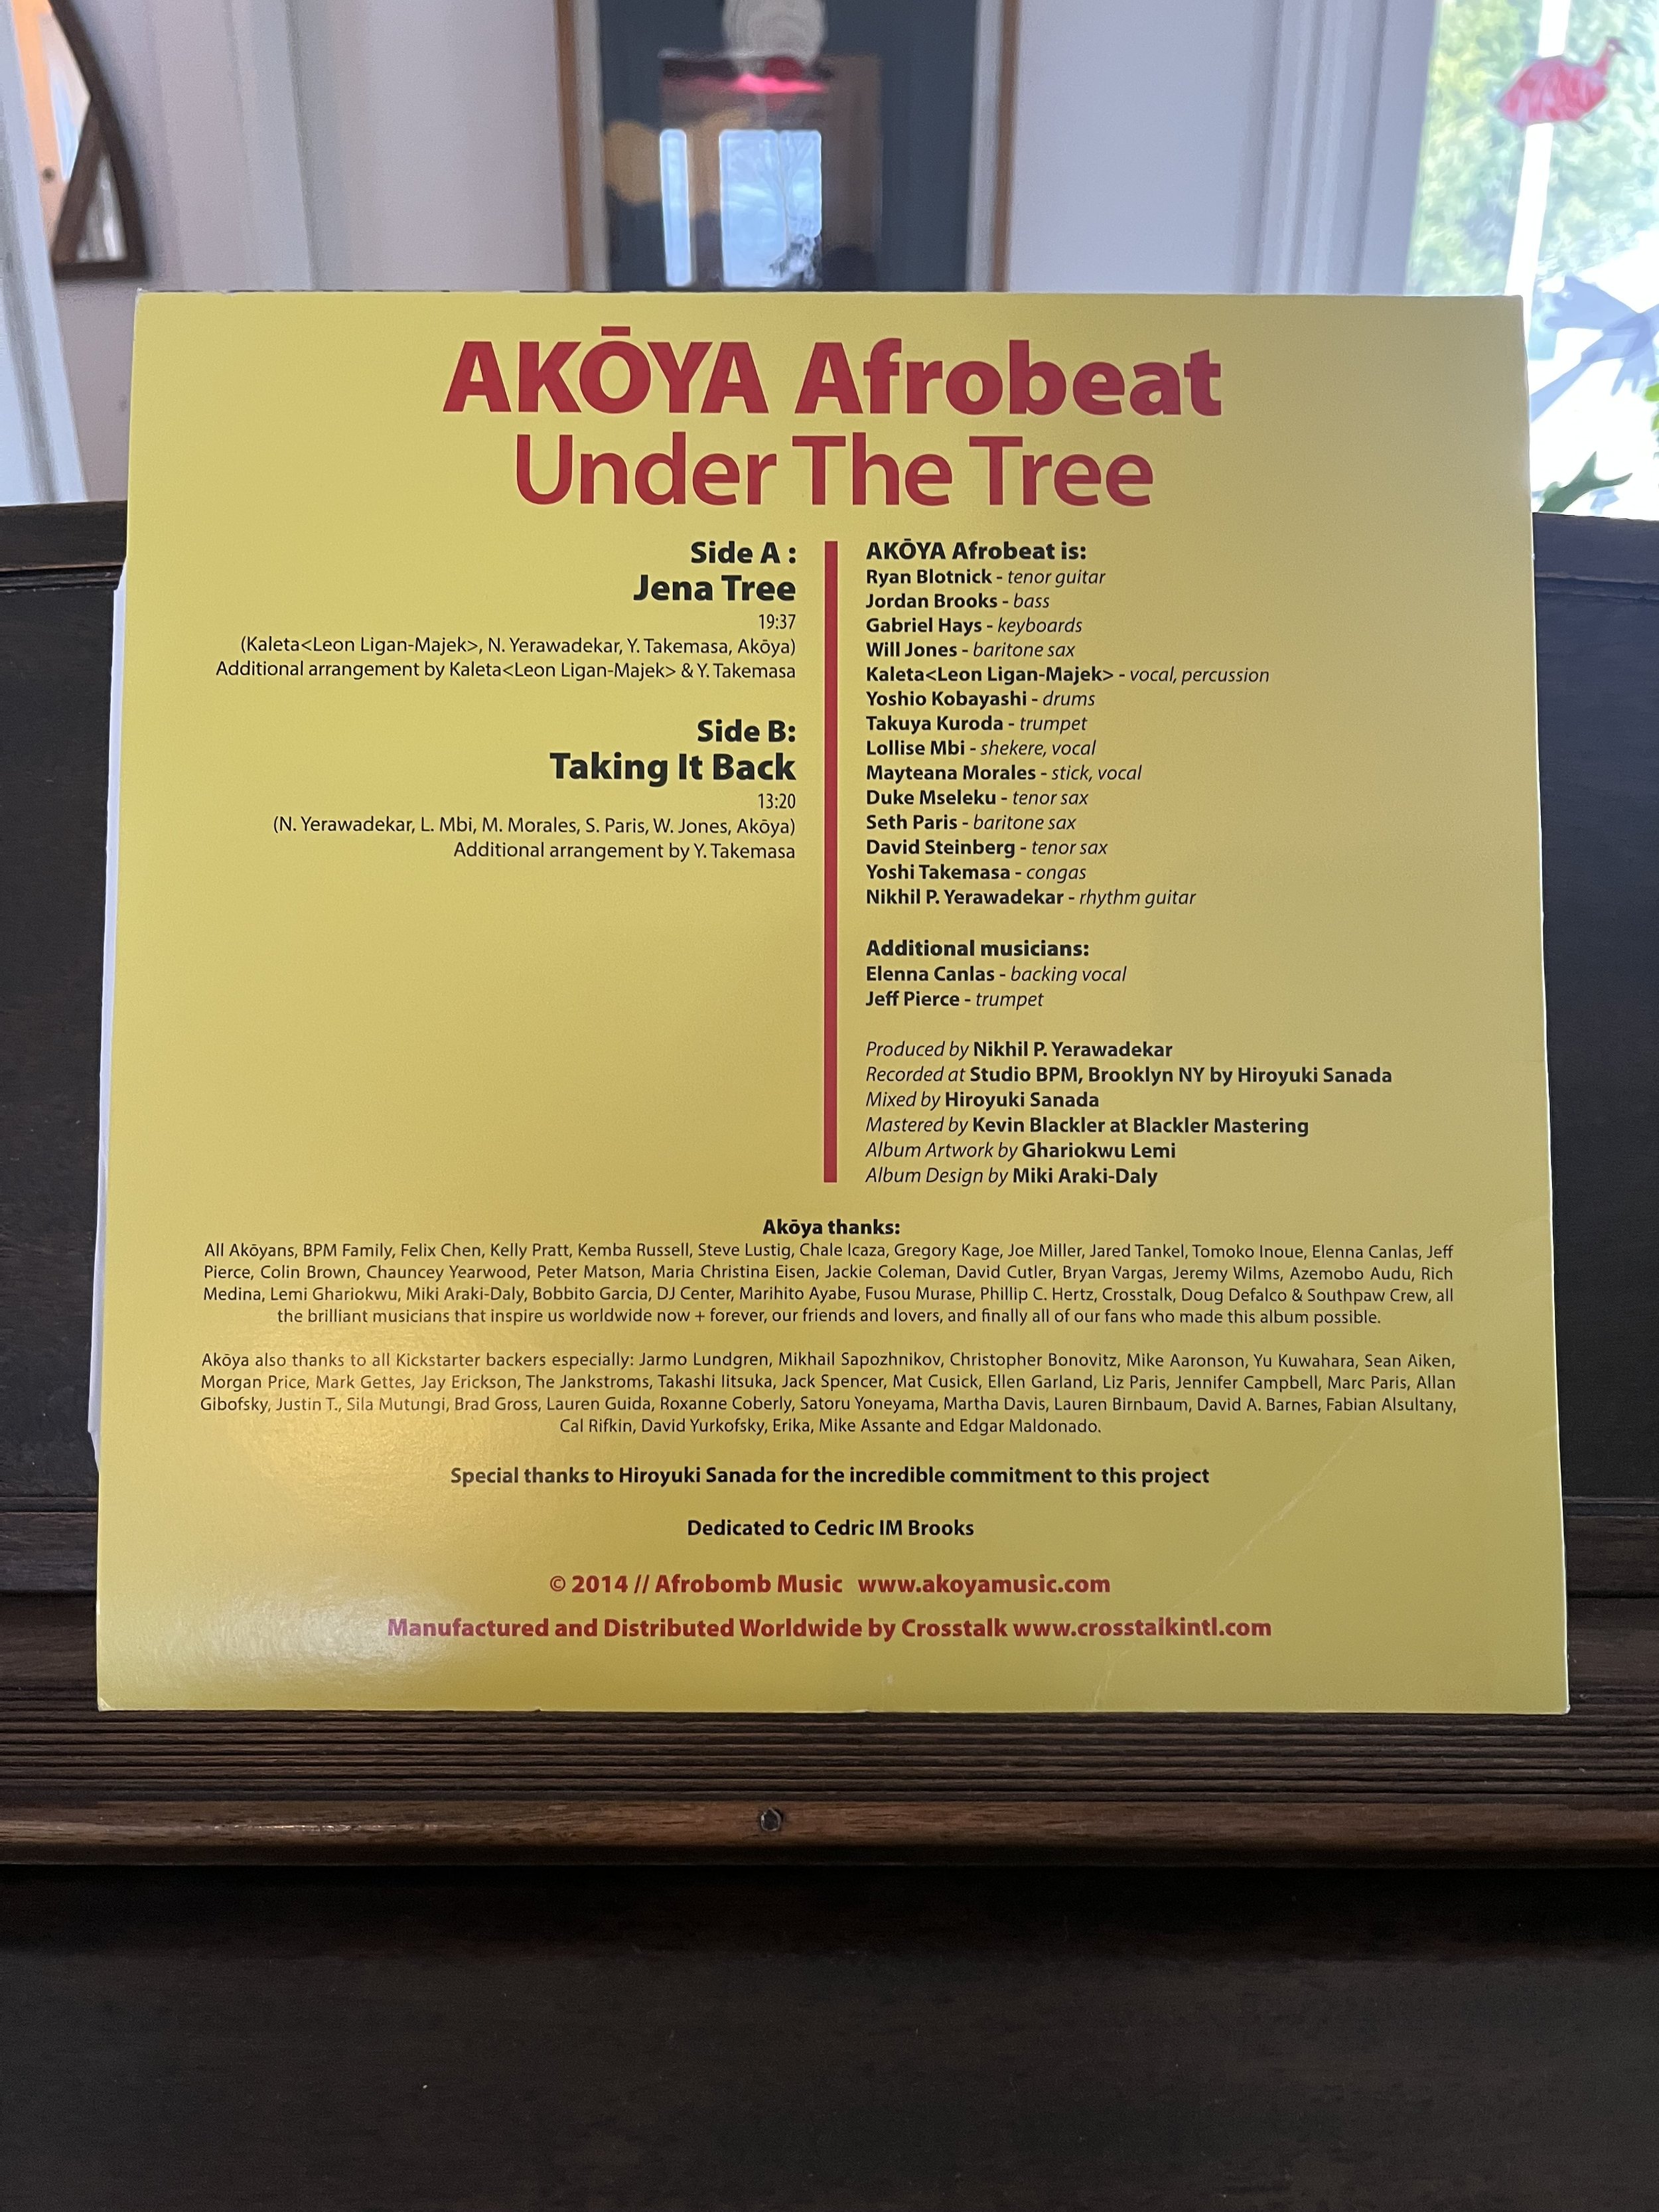 AKŌYA Afrobeat
Under The Tree
Side A :
Jena Tree
19:37
(Kaleta<Leon Ligan-Majek>, N. Yerawadekar, Y. Takemasa, Akōya)
Additional arrangement by Kaleta<Leon Ligan-Majek> & Y. Takemasa
Side B:
Taking It Back
13:20
(N. Yerawadekar, L. Mbi, M. Morales, S. Paris, W. Jones, Akōya)
Additional arrangement by Y. Takemasa
AKŌYA Afrobeat is:
Ryan Blotnick - tenor guitar
Jordan Brooks - bass
Gabriel Hays - keyboards
Will Jones - baritone sax
Kaleta<Leon Ligan-Majek> - vocal, percussion
Yoshio Kobayashi - drums
Takuya Kuroda - trumpet
Lollise Mbi - shekere, vocal
Mayteana Morales - stick, vocal
Duke Mseleku - tenor sax
Seth Paris - baritone sax
David Steinberg - tenor sax
Yoshi Takemasa - congas
Nikhil P. Yerawadekar - rhythm guitar
Additional musicians:
Elenna Canlas - backing vocal
Jeff Pierce - trumpet
Produced by Nikhil P. Yerawadekar
Recorded at Studio BPM, Brooklyn NY by Hiroyuki Sanada
Mixed by Hiroyuki Sanada
Mastered by Kevin Blackler at Blackler Mastering
Album Artwork by Ghariokwu Lemi
Album Design by Miki Araki-Daly
Akōya thanks:
All Akōyans, BPM Family, Felix Chen, Kelly Pratt, Kemba Russell, Steve Lustig, Chale Icaza, Gregory Kage, Joe Miller, Jared Tankel, Tomoko Inoue, Elenna Canlas, Jeff
Pierce, Colin Brown, Chauncey Yearwood, Peter Matson, Maria Christina Eisen, Jackie Coleman, David Cutler, Bryan Vargas, Jeremy Wilms, Azemobo Audu, Rich
Medina, Lemi Ghariokwu, Miki Araki-Daly, Bobbito Garcia, DJ Center, Marihito Ayabe, Fusou Murase, Phillip C. Hertz, Crosstalk, Doug Defalco & Southpaw Crew, all
the brilliant musicians that inspire us worldwide now + forever, our friends and lovers, and finally all of our fans who made this album possible.
Akōya also thanks to all Kickstarter backers especially: Jarmo Lundgren, Mikhail Sapozhnikov, Christopher Bonovitz, Mike Aaronson, Yu Kuwahara, Sean Aiken,
Morgan Price, Mark Gettes, Jay Erickson, The Jankstroms, Takashi Iitsuka, Jack Spencer, Mat Cusick, Ellen Garland, Liz Paris, Jennifer Campbell, Marc Paris, Allan
Gibofsky, Justin T., Sila Mutungi, Brad Gross, Lauren Guida, Roxanne Coberly, Satoru Yoneyama, Martha Davis, Lauren Birnbaum, David A. Barnes, Fabian Alsultany,
Cal Rifkin, David Yurkofsky, Erika, Mike Assante and Edgar Maldonado.
Special thanks to Hiroyuki Sanada for the incredible commitment to this project
Dedicated to Cedric IM Brooks
© 2014 // Afrobomb Music www.akoyamusic.com
Manufactured and Distributed Worldwide by Crosstalk www.crosstalkintl.com